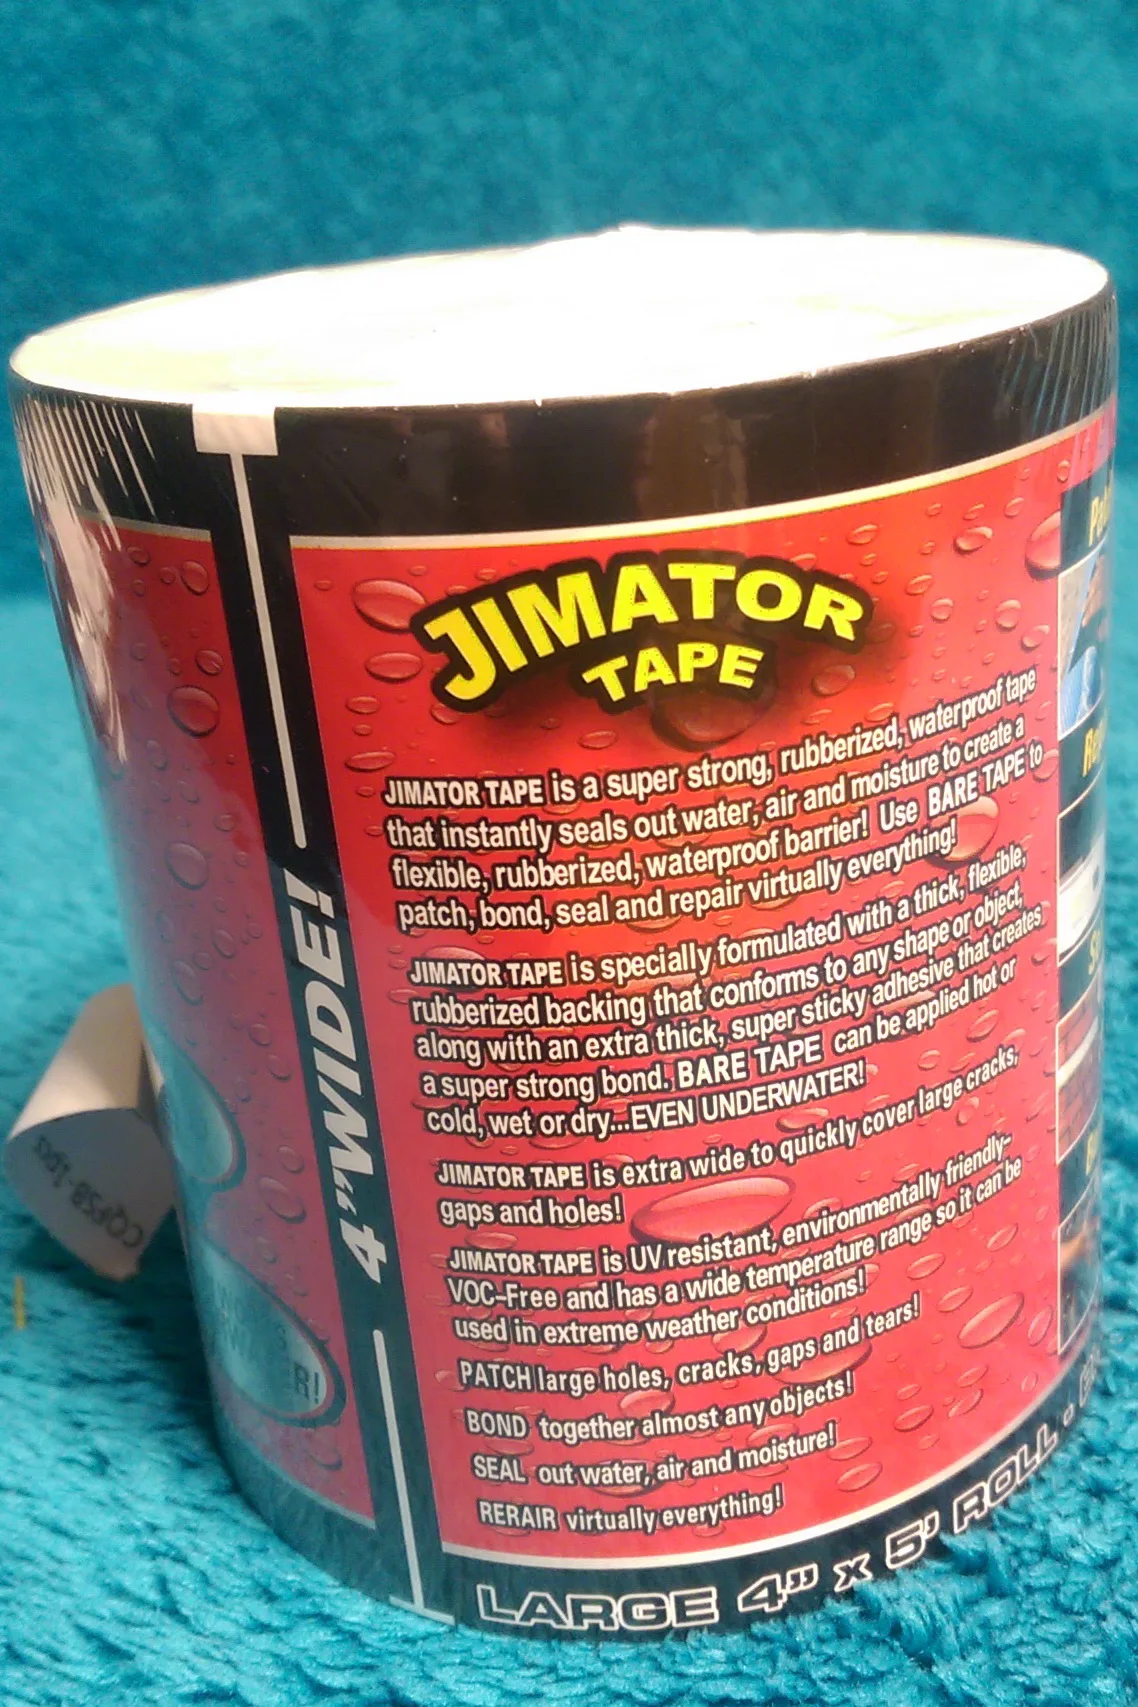 JIMATOR
TAPE
JIMATOR TAPE is a super strong, rubberized, waterproof tape
that instantly seals out water, air and moisture to create a
flexible, rubberized, waterproof barrier! Use BARE TAPE to
patch, bond, seal and repair virtually everything!
JIMATOR TAPE is specially formulated with a thick, flexible,
rubberized backing that conforms to any shape or object,
along with an extra thick, super sticky adhesive that creates
a super strong bond. BARE TAPE can be applied hot or
cold, wet or dry...EVEN UNDERWATER!
JIMATOR TAPE is extra wide to quickly cover large cracks,
gaps and holes!
JIMATOR TAPE is UV resistant, environmentally friendly-
VOC-Free and has a wide temperature range so it can be
used in extreme weather conditions!
PATCH large holes, cracks, gaps and tears!
BOND together almost any objects!
SEAL out water, air and moisture!
RERAIR virtually everything!
LARGE 4" x 5' ROLL
4" WIDE!